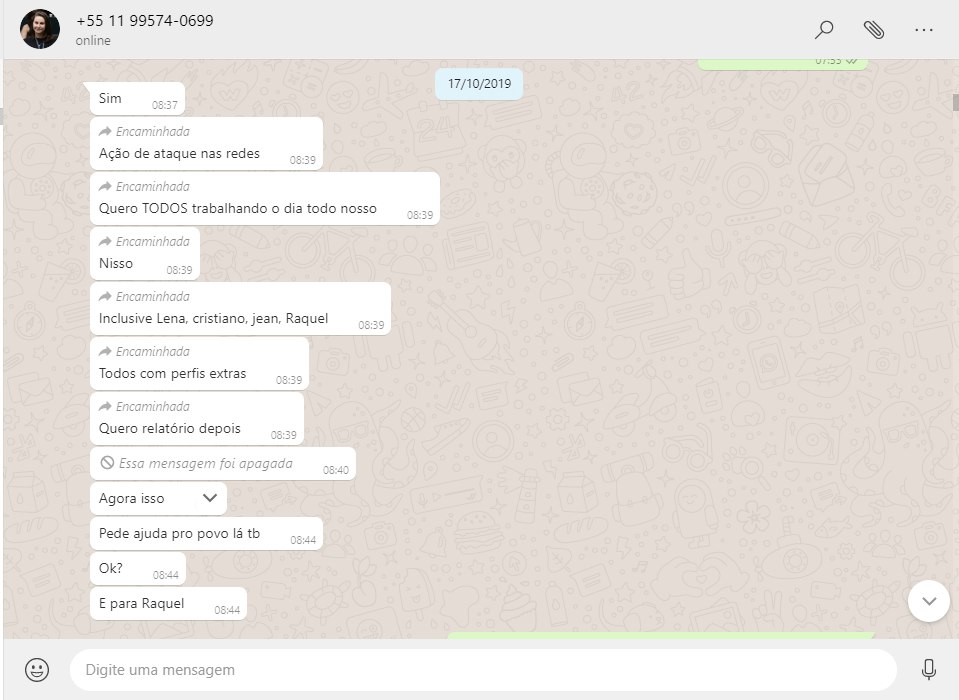 +55 11 99574-0699
online
07:53
17/10/2019
Sim 08:37
Encaminhada
Ação de ataque nas redes 08:39
Encaminhada
Quero TODOS trabalhando o dia todo nosso 08:39
Encaminhada
Nisso 08:39
Encaminhada
Inclusive Lena, cristiano, jean, Raquel 08:39
Encaminhada
Todos com perfis extras 08:39
Encaminhada
Quero relatório depois 08:39
Essa mensagem foi apagada 08:40
Agora isso
Pede ajuda pro povo lá tb 08:44
Ok? 08:44
E para Raquel 08:44
Digite uma mensagem